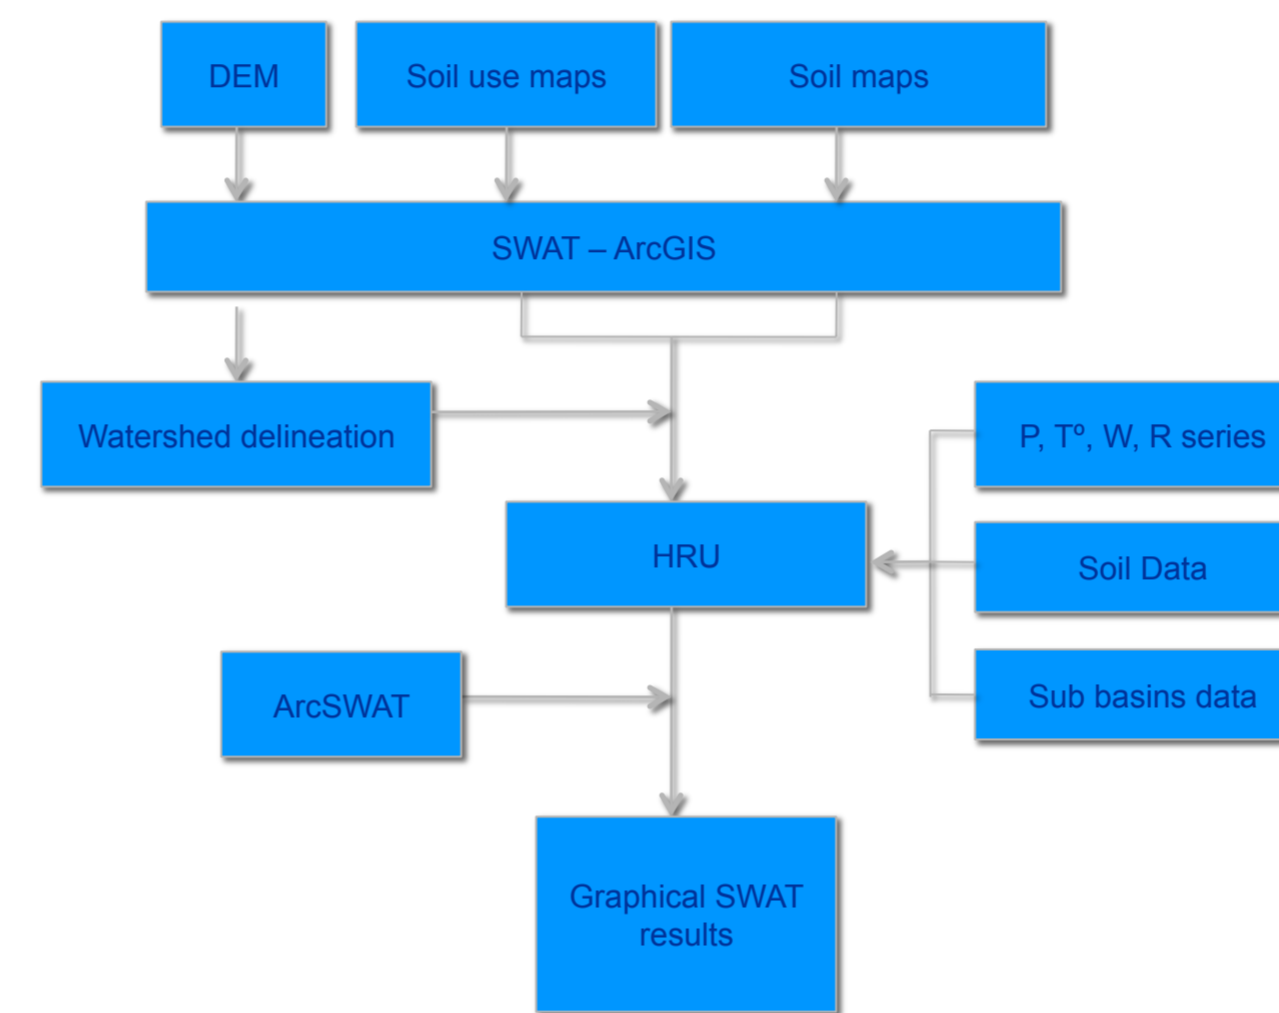 DEM
Soil use maps
Soil maps
SWAT – ArcGIS
Watershed delineation
P, Tº, W, R series
HRU
Soil Data
Sub basins data
ArcSWAT
Graphical SWAT
results